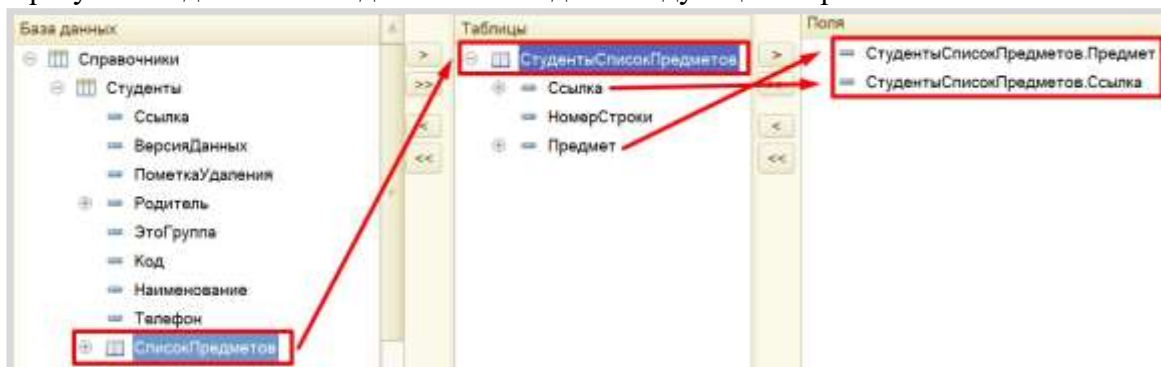 База данных
Справочники
Студенты
Ссылка
ВерсияДанных
ПометкаУдаления
Родитель
ЭтоГруппа
Код
Наименование
Телефон
СписокПредметов
>
>>
<
<<
Таблицы
СтудентыСписокПредметов
Ссылка
НомерСтроки
Предмет
>
<
<<
Поля
СтудентыСписокПредметов.Предмет
СтудентыСписокПредметов.Ссылка